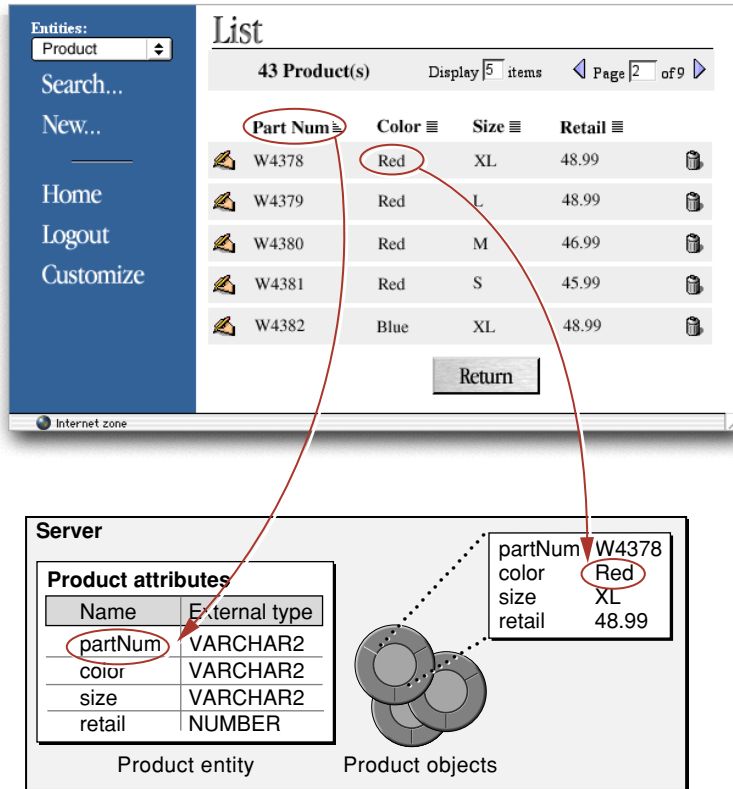 Entities:
Product
Search...
New...
Home
Logout
Customize
List
43 Product(s) Display 5 items Page 2 of 9
Part Num Color Size Retail
W4378 Red XL 48.99
W4379 Red L 48.99
W4380 Red M 46.99
W4381 Red S 45.99
W4382 Blue XL 48.99
Return
Internet zone
Server
Product attributes
Name External type
partNum VARCHAR2
color VARCHAR2
size VARCHAR2
retail NUMBER
Product entity
partNum W4378
color Red
size XL
retail 48.99
Product objects